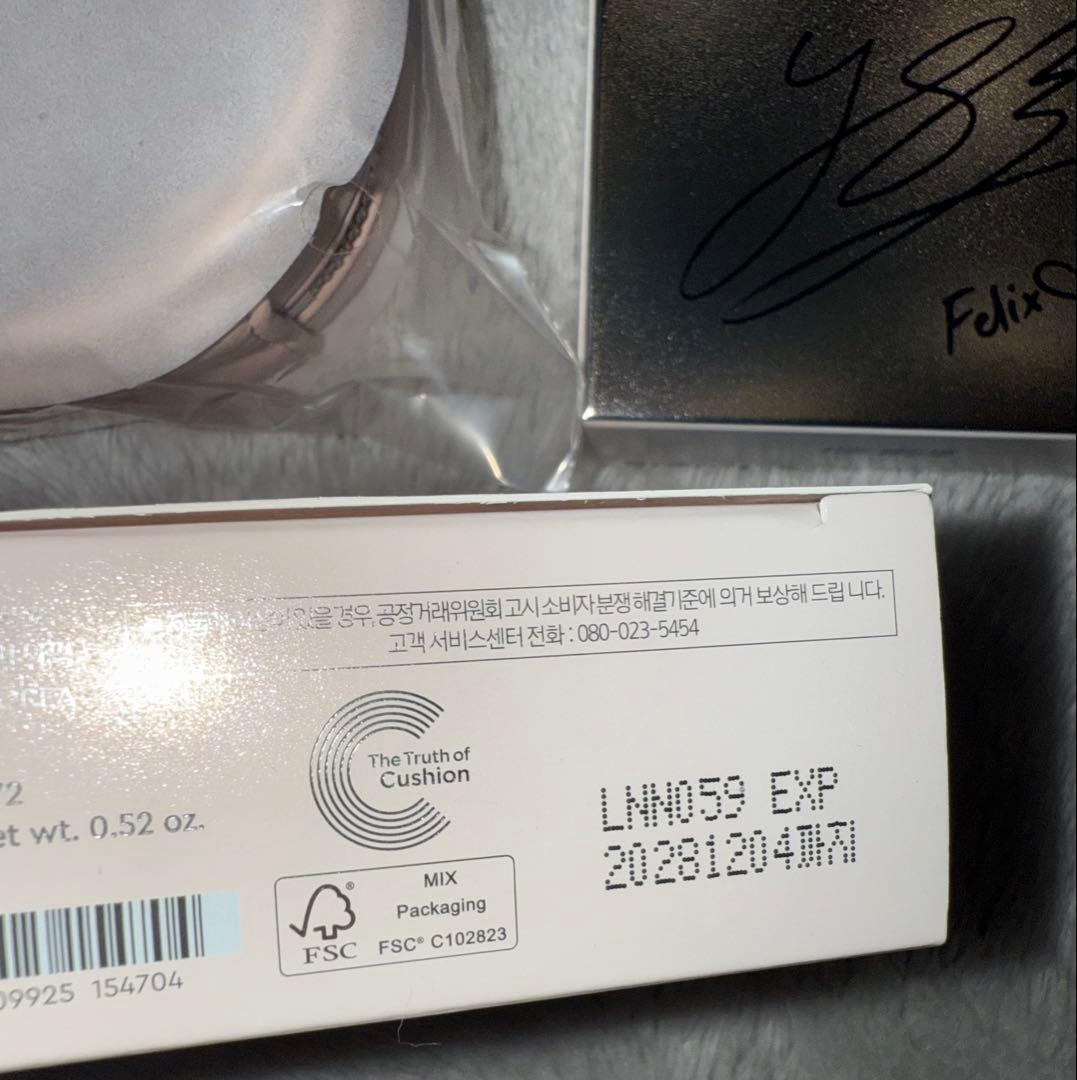 Felix
있을 경우, 공정거래위원회 고시 소비자 분쟁 해결 기준에 의거 보상해 드립니다.
고객 서비스센터 전화 : 080-023-5454
The Truth of
Cushion
LNN059 EXP
20281204까지
wt. 0.52 oz.
MIX
Packaging
FSC® C102823
FSC
09925 154704